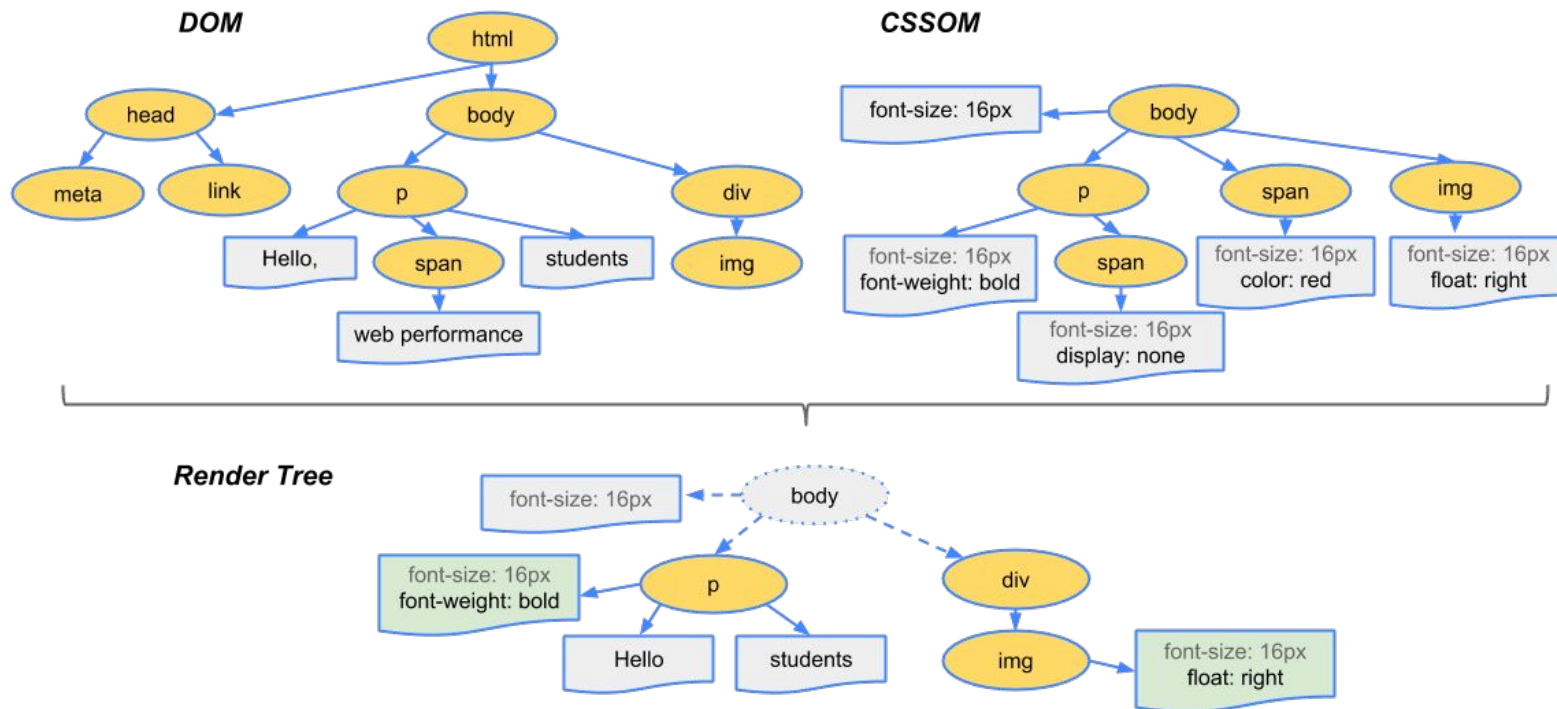 DOM
html
head
body
meta
link
p
div
Hello,
span
students
img
web performance
CSSOM
font-size: 16px
body
p
span
img
font-size: 16px
font-weight: bold
span
font-size: 16px
color: red
font-size: 16px
float: right
font-size: 16px
display: none
Render Tree
font-size: 16px
body
font-size: 16px
font-weight: bold
p
div
Hello
students
img
font-size: 16px
float: right